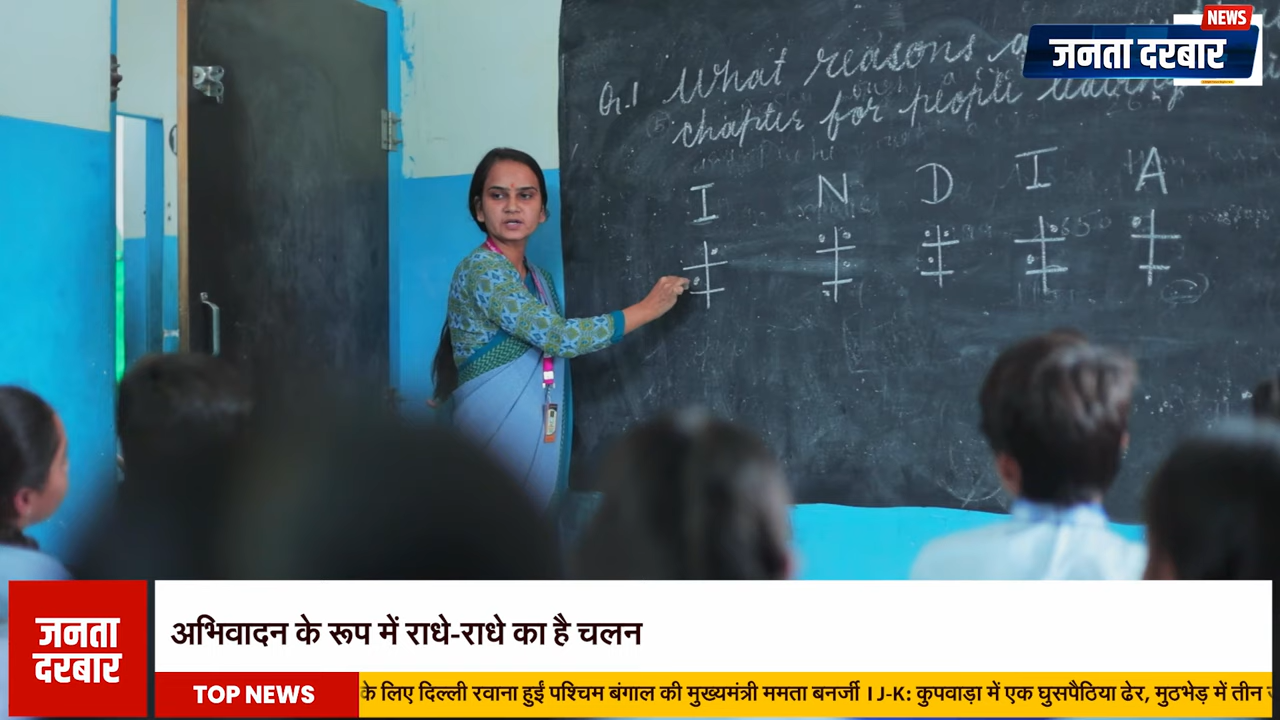 NEWS
जनता दरबार
Qr.1 What reasons
chapter for people
I N D I A
जनता
दरबार
अभिवादन के रूप में राधे-राधे का है चलन
TOP NEWS
के लिए दिल्ली रवाना हुईं पश्चिम बंगाल की मुख्यमंत्री ममता बनर्जी I J-K: कुपवाड़ा में एक घुसपैठिया ढेर, मुठभेड़ में तीन